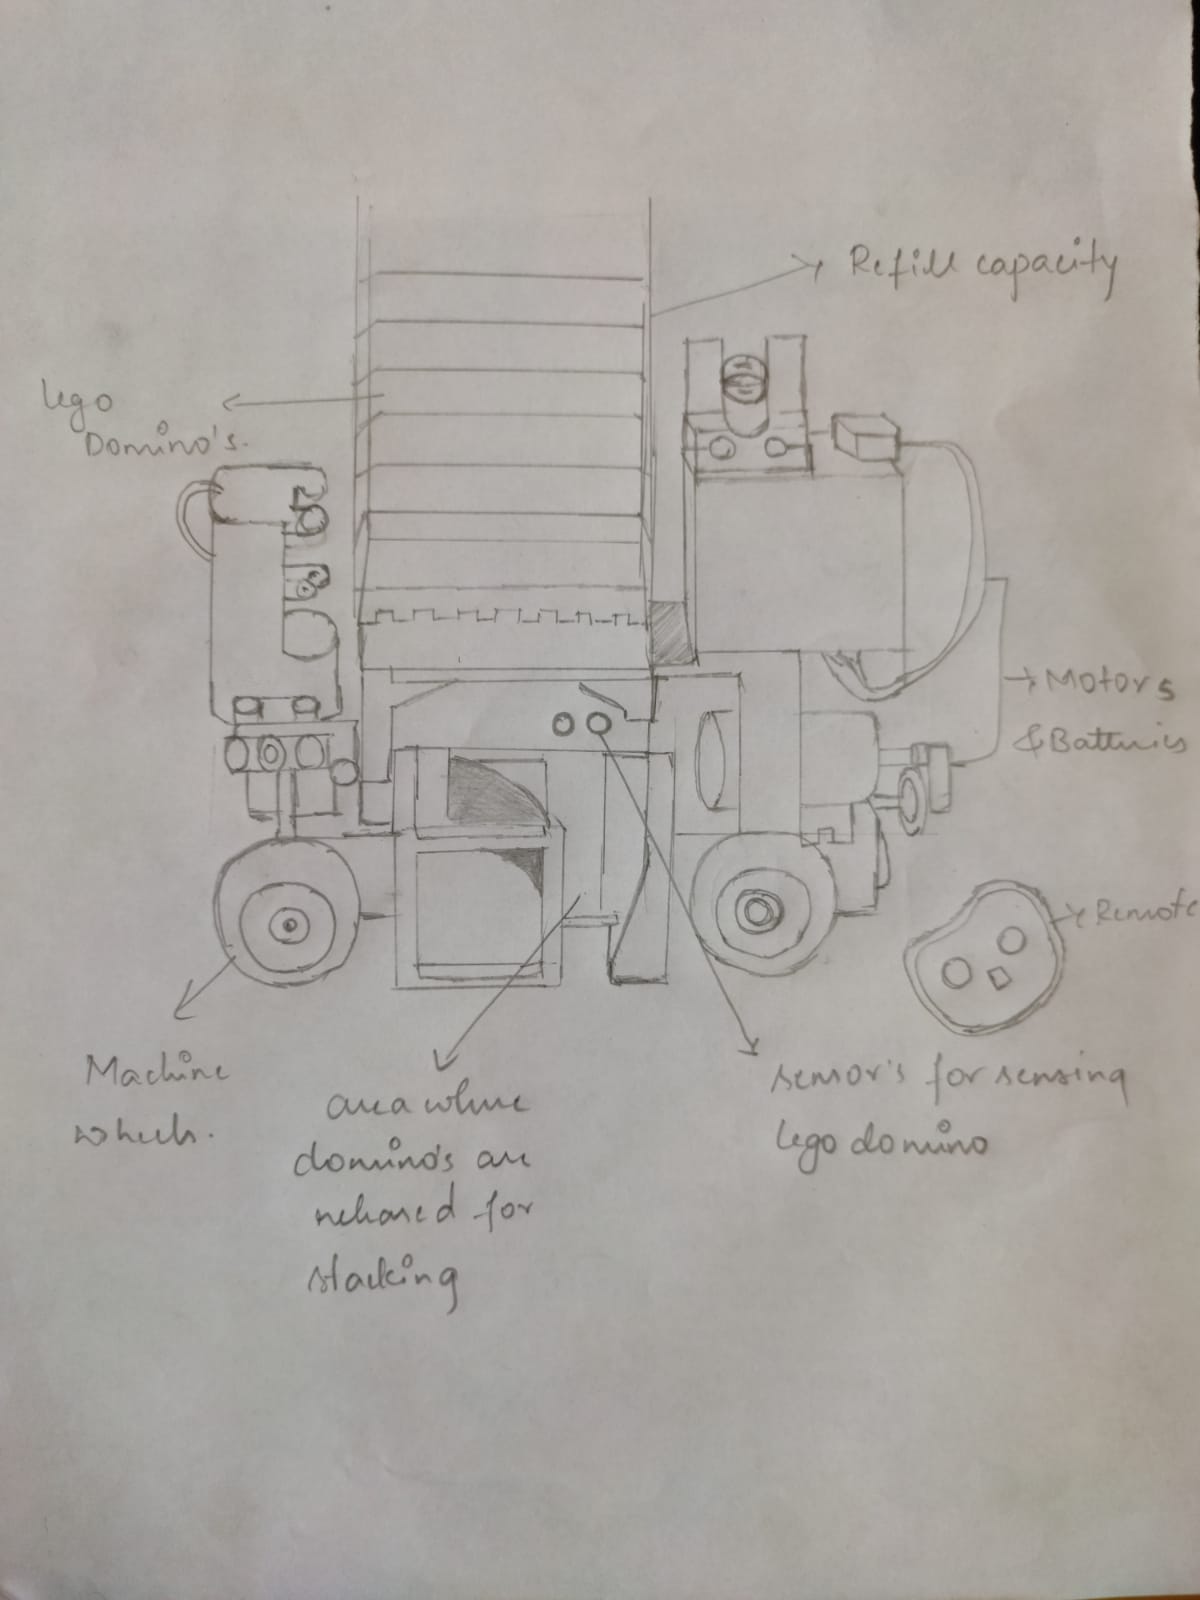 Refill capacity
Lego
Domino's.
Motors
& Batteries
Remote
Machine
wheels.
area where
domino's are
released for
stacking
sensor's for sensing
lego domino